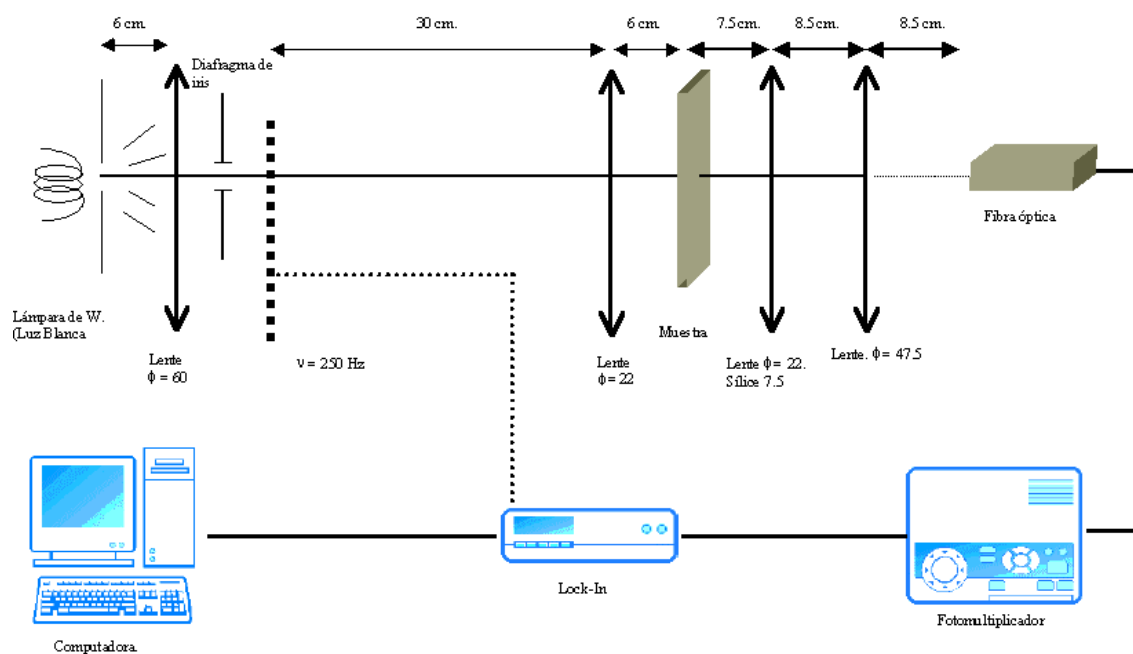 6 cm.
30 cm.
6 cm.
7.5 cm.
8.5 cm.
8.5 cm.
Diafragma de
iris
Fibra óptica
Lámpara de W.
(Luz Blanca
Lente
ϕ = 60
ν = 250 Hz
Lente
ϕ = 22
Muestra
Lente ϕ = 22.
Sílice 7.5
Lente. ϕ = 47.5
Lock-In
Fotomultiplicador
Computadora.